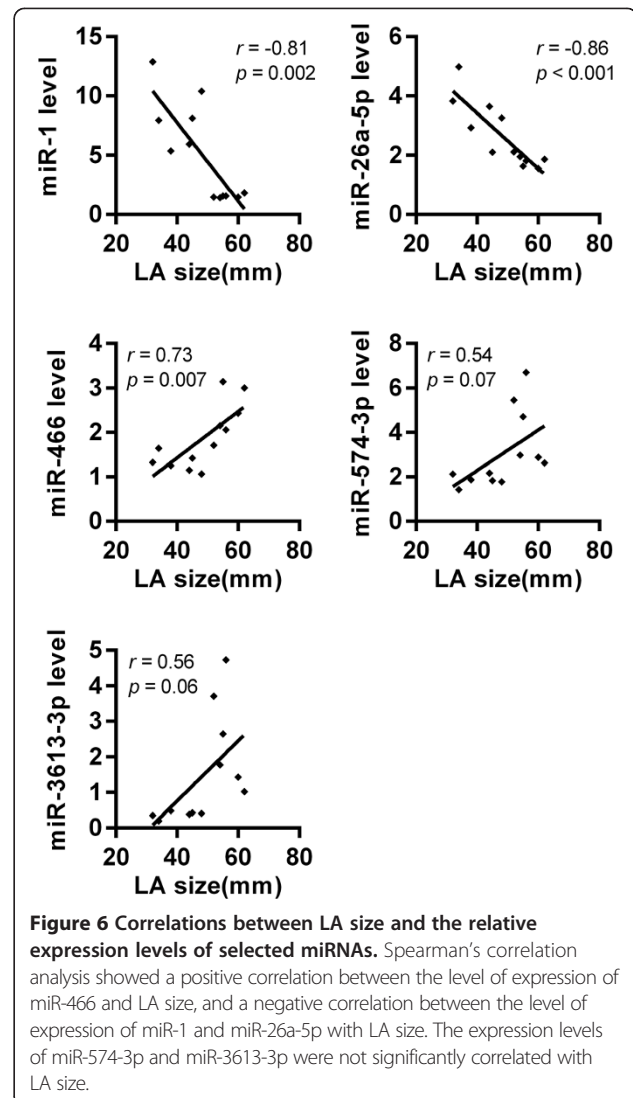 15
10
5
0
20 40 60 80
miR-1 level
LA size(mm)
r = -0.81
p = 0.002
6
4
2
0
20 40 60 80
miR-26a-5p level
LA size(mm)
r = -0.86
p < 0.001
4
3
2
1
0
20 40 60 80
miR-466 level
LA size(mm)
r = 0.73
p = 0.007
8
6
4
2
0
20 40 60 80
miR-574-3p level
LA size(mm)
r = 0.54
p = 0.07
5
4
3
2
1
0
20 40 60 80
miR-3613-3p level
LA size(mm)
r = 0.56
p = 0.06
Figure 6 Correlations between LA size and the relative
expression levels of selected miRNAs. Spearman's correlation
analysis showed a positive correlation between the level of expression of
miR-466 and LA size, and a negative correlation between the level of
expression of miR-1 and miR-26a-5p with LA size. The expression levels
of miR-574-3p and miR-3613-3p were not significantly correlated with
LA size.